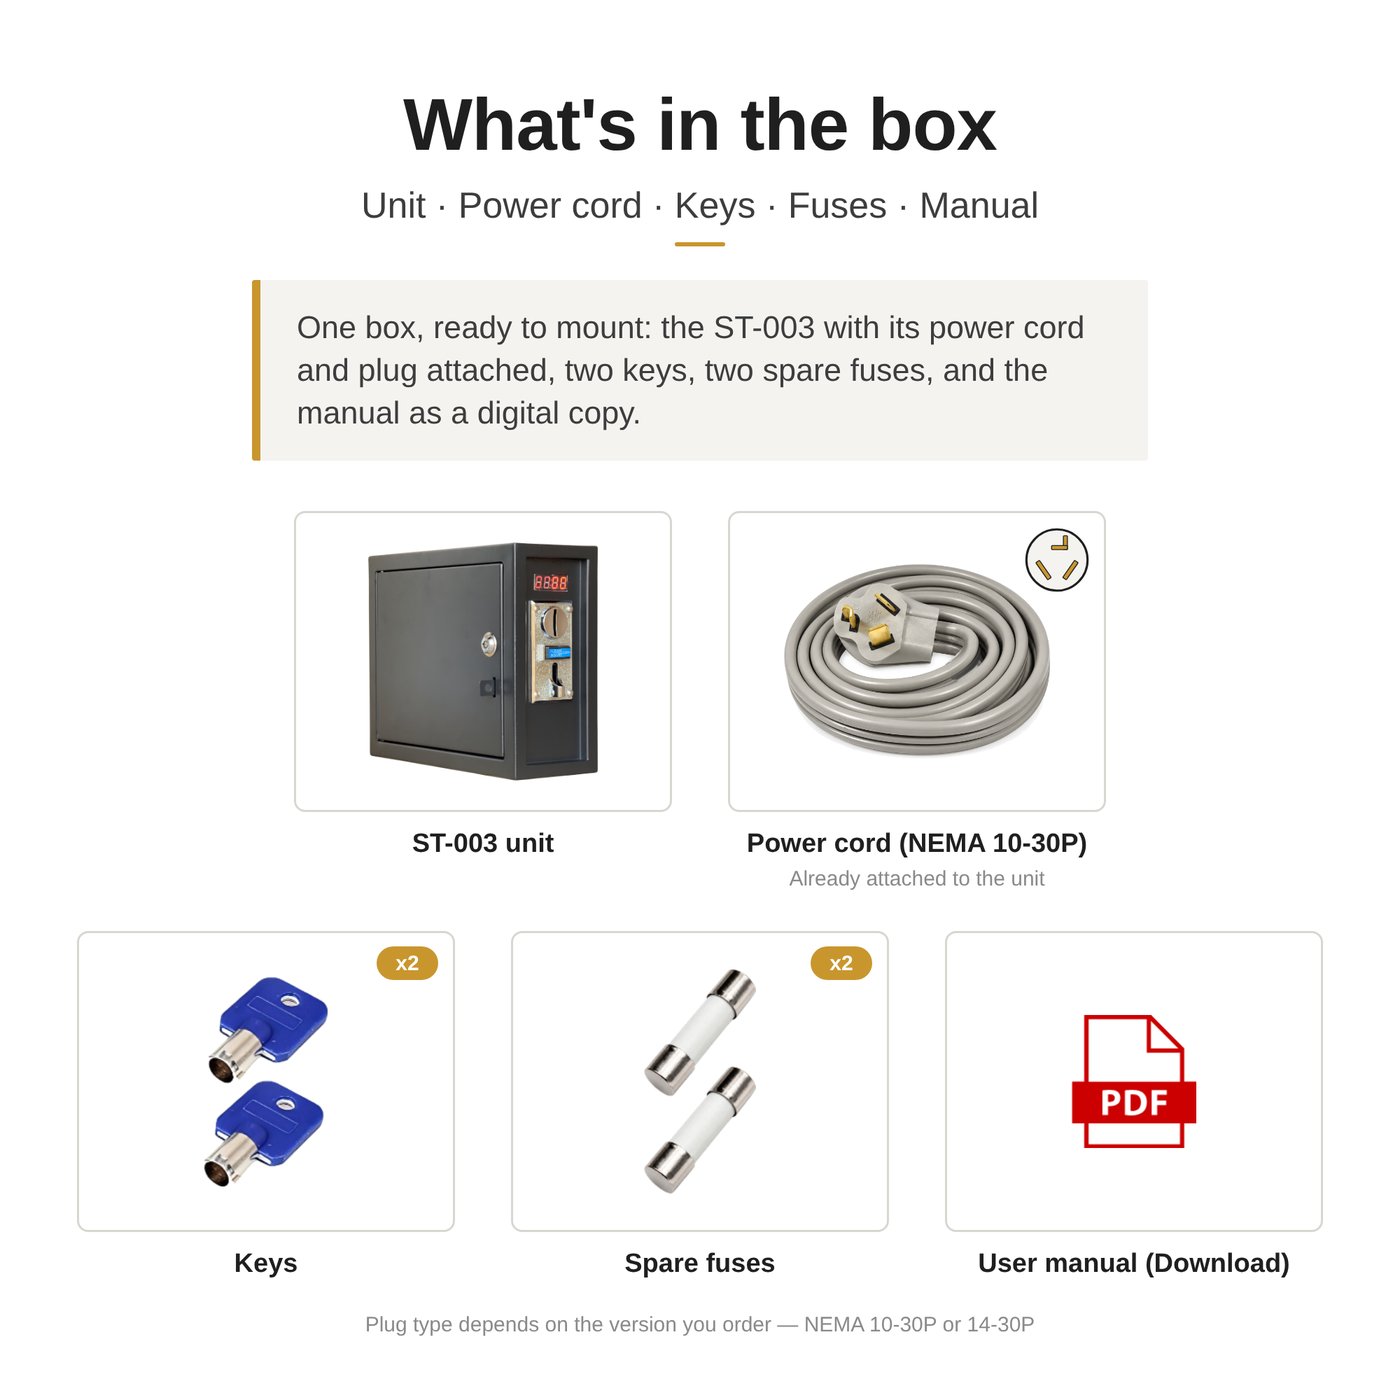 What's in the box
Unit · Power cord · Keys · Fuses · Manual
One box, ready to mount: the ST-003 with its power cord
and plug attached, two keys, two spare fuses, and the
manual as a digital copy.
ST-003 unit
Power cord (NEMA 10-30P)
Already attached to the unit
x2
x2
PDF
Keys
Spare fuses
User manual (Download)
Plug type depends on the version you order — NEMA 10-30P or 14-30P